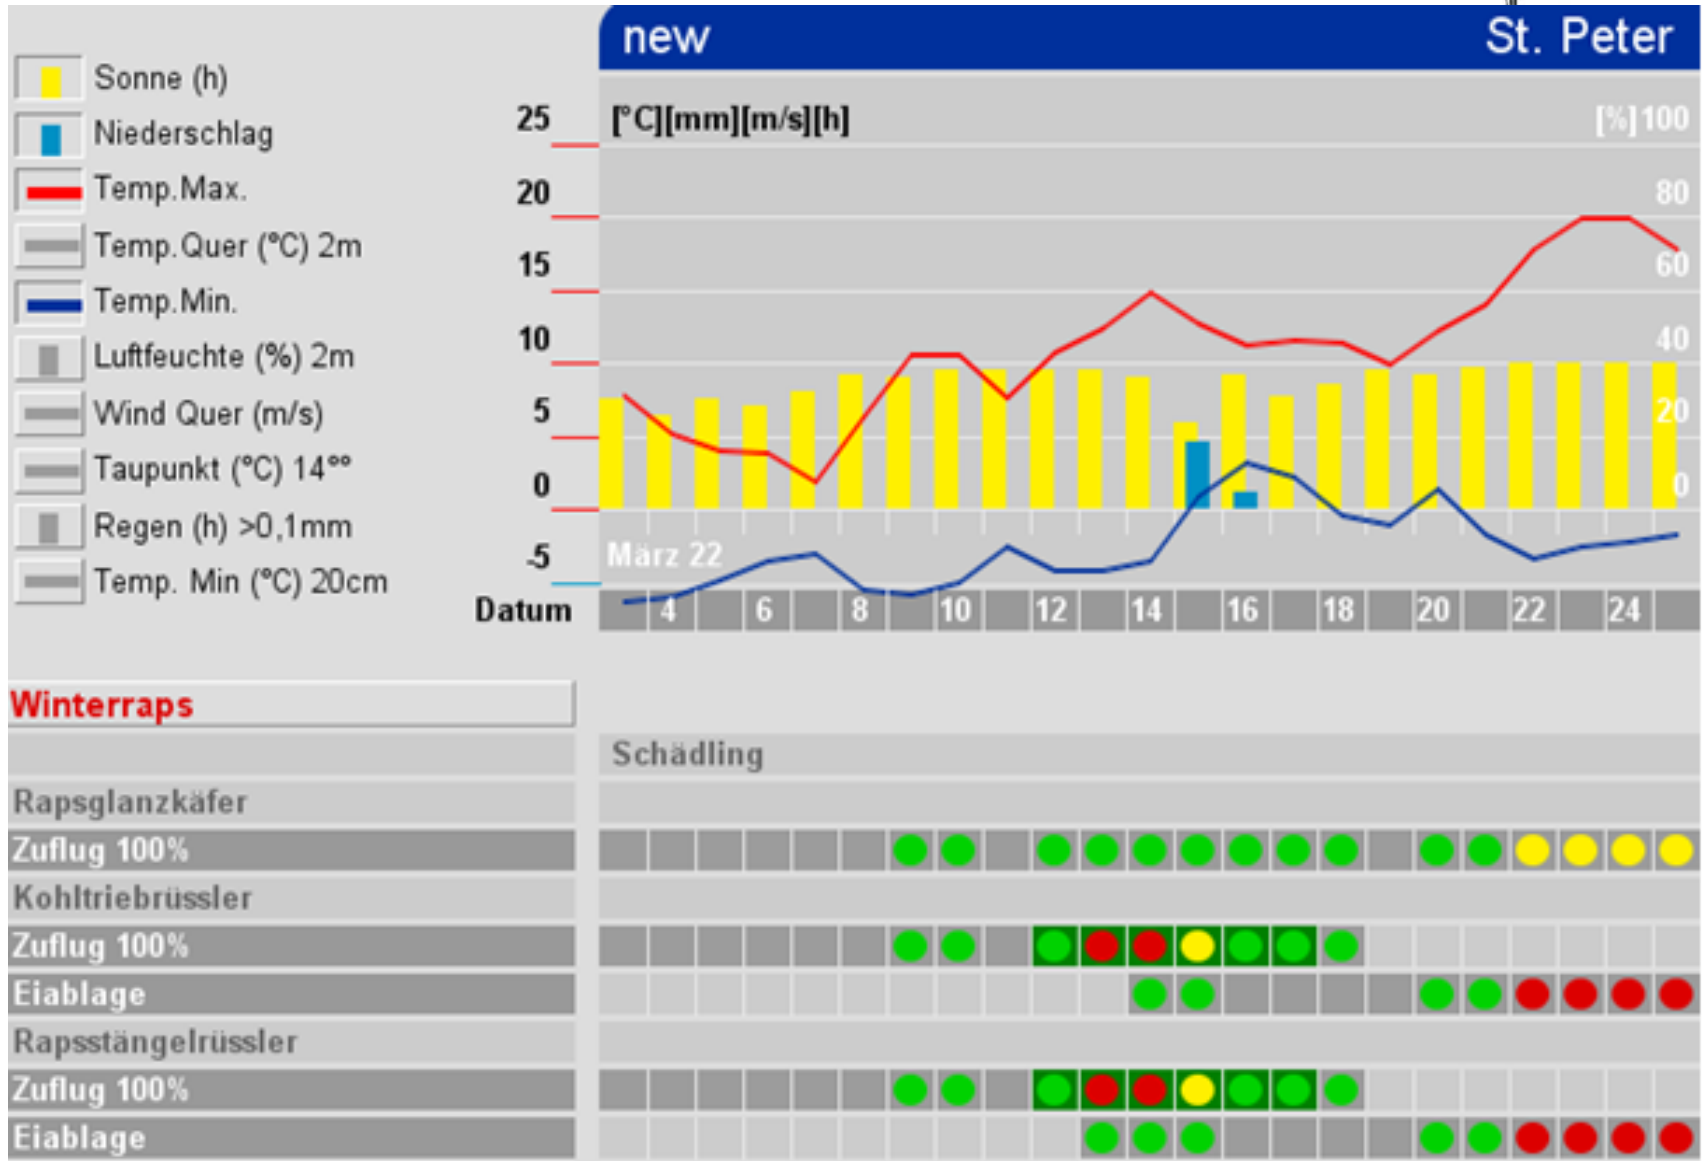 new St. Peter
Sonne (h)
Niederschlag
Temp.Max.
Temp.Quer (°C) 2m
Temp.Min.
Luftfeuchte (%) 2m
Wind Quer (m/s)
Taupunkt (°C) 14°°
Regen (h) >0,1mm
Temp. Min (°C) 20cm
25 [°C][mm][m/s][h] [%]100
20 80
15 60
10 40
5 20
0 0
-5 März 22
Datum 4 6 8 10 12 14 16 18 20 22 24
Winterraps
Schädling
Rapsglanzkäfer
Zuflug 100%
Kohltriebrüssler
Zuflug 100%
Eiablage
Rapsstängelrüssler
Zuflug 100%
Eiablage